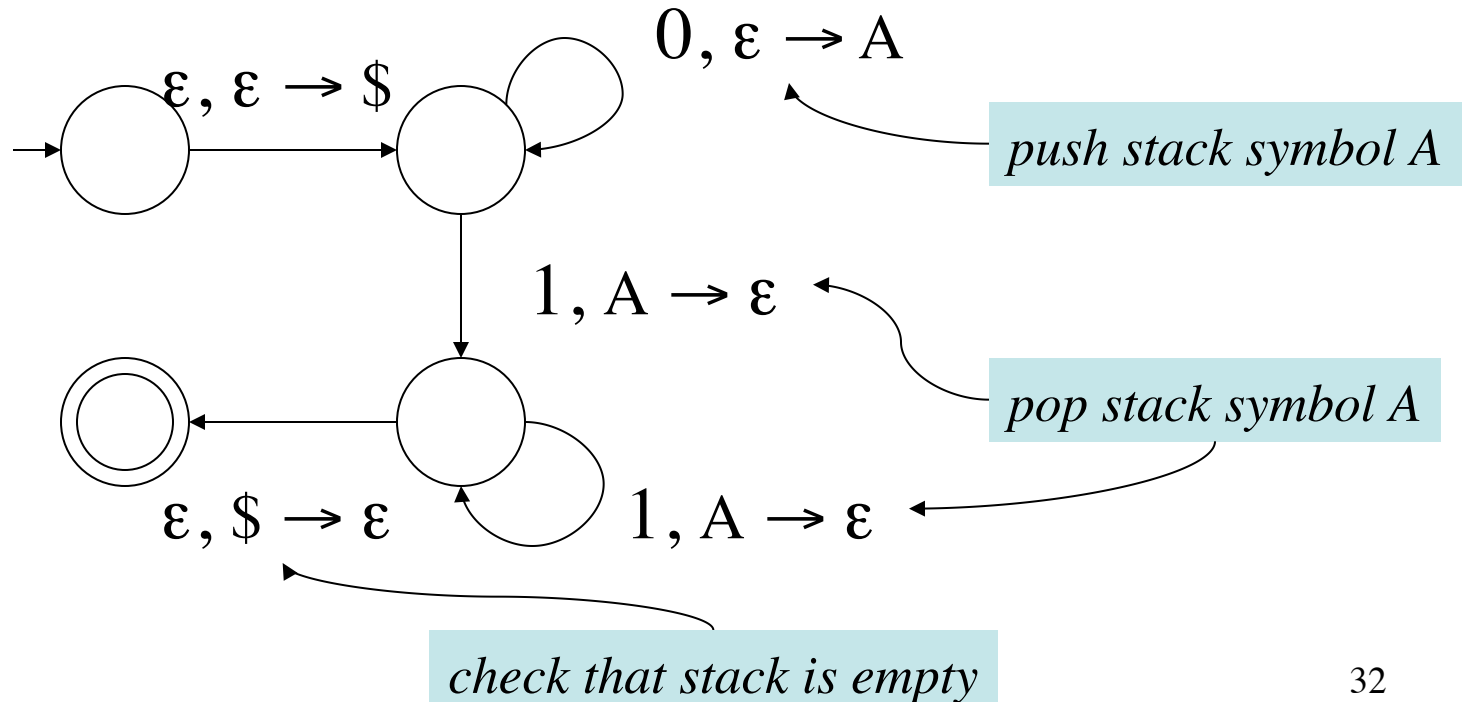 0, ε → A
ε, ε → $
push stack symbol A
1, A → ε
pop stack symbol A
ε, $ → ε
1, A → ε
check that stack is empty
32